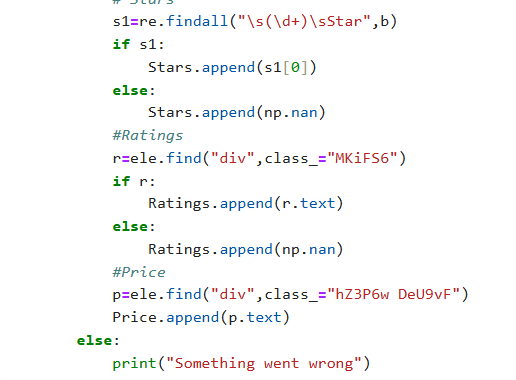 # Stars
s1=re.findall("\s(\d+)\sStar",b)
if s1:
Stars.append(s1[0])
else:
Stars.append(np.nan)
#Ratings
r=ele.find("div",class_="MKiFS6")
if r:
Ratings.append(r.text)
else:
Ratings.append(np.nan)
#Price
p=ele.find("div",class_="hZ3P6w DeU9vF")
Price.append(p.text)
else:
print("Something went wrong")